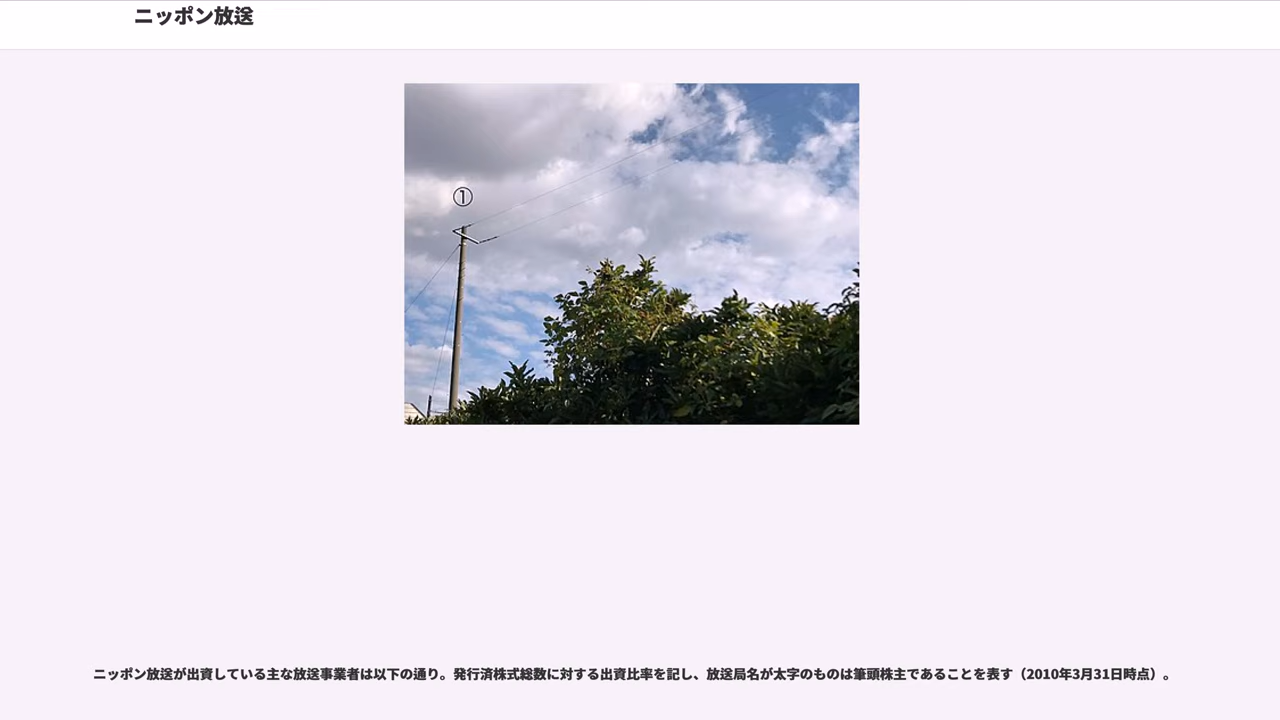 ニッポン放送
①
ニッポン放送が出資している主な放送事業者は以下の通り。発行済株式総数に対する出資比率を記し、放送局名が太字のものは筆頭株主であることを表す（2010年3月31日時点）。